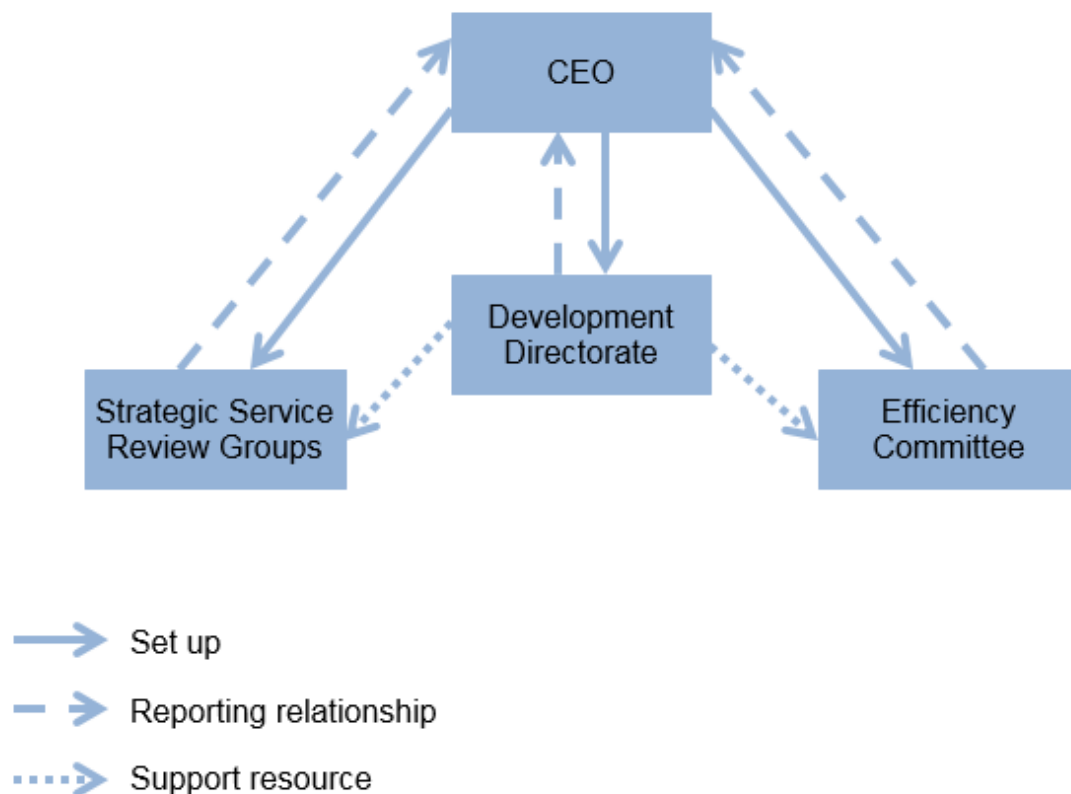 CEO
Development
Directorate
Strategic Service
Review Groups
Efficiency
Committee
Set up
Reporting relationship
Support resource